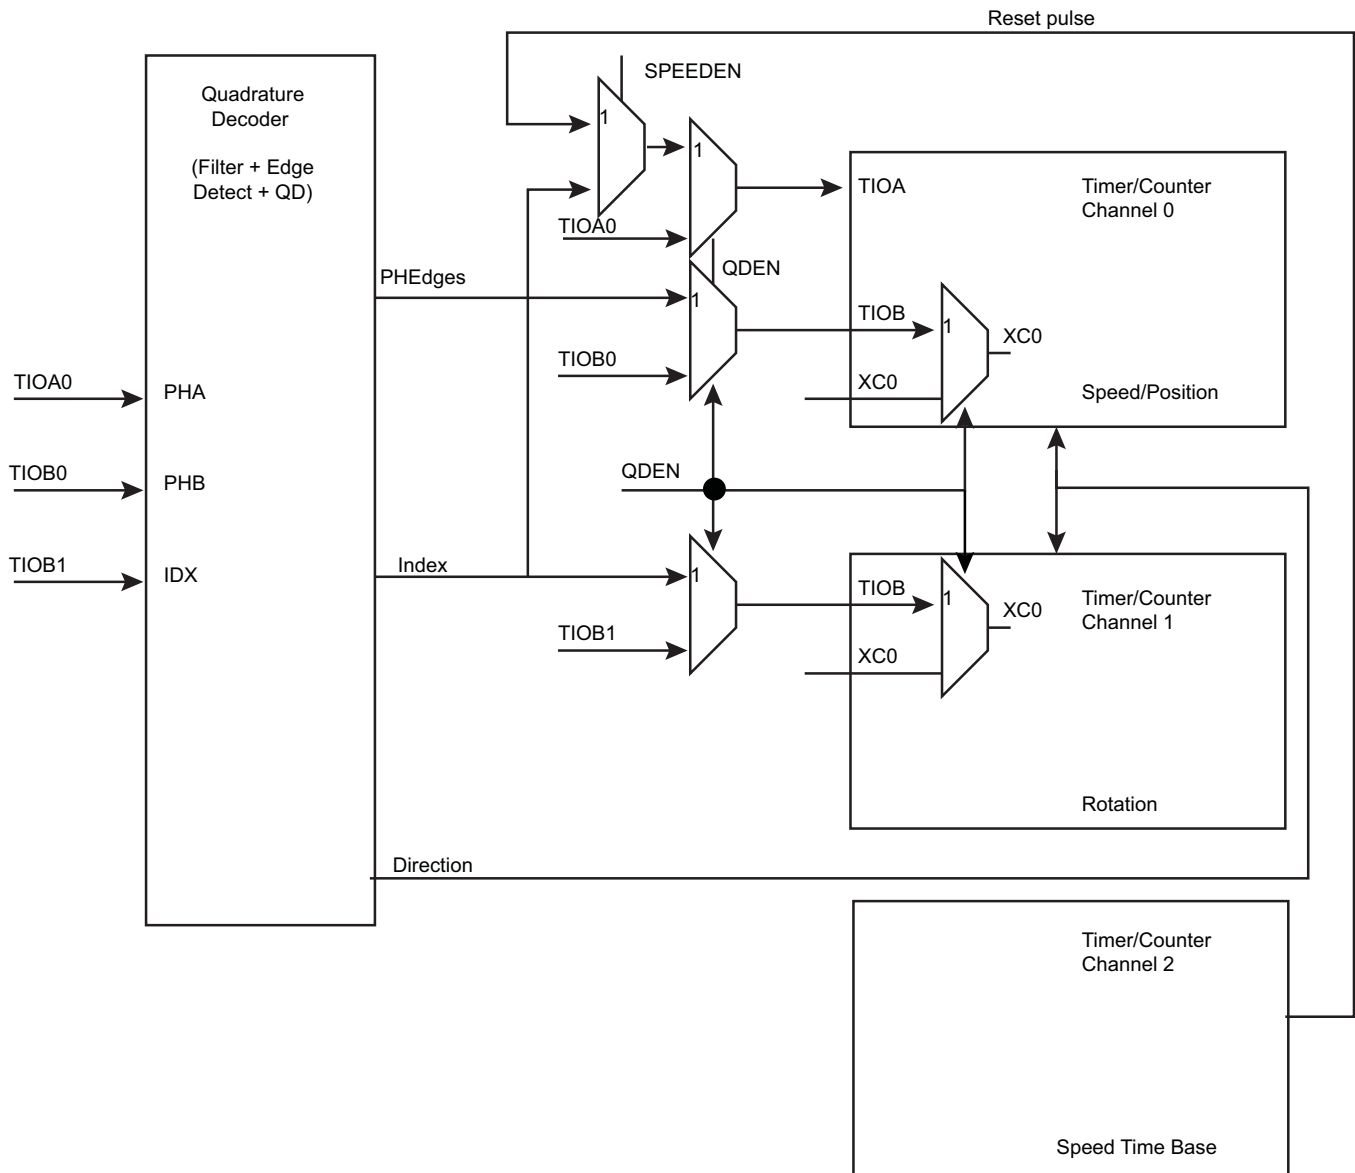 Reset pulse
SPEEDEN
Quadrature
Decoder
(Filter + Edge
Detect + QD)
1
1
TIOA
Timer/Counter
Channel 0
TIOA0
QDEN
PHEdges
1
TIOB
1
XC0
TIOB0
XC0
Speed/Position
TIOA0
PHA
TIOB0
PHB
QDEN
TIOB1
IDX
Index
1
TIOB
1
XC0
Timer/Counter
Channel 1
TIOB1
XC0
Rotation
Direction
Timer/Counter
Channel 2
Speed Time Base